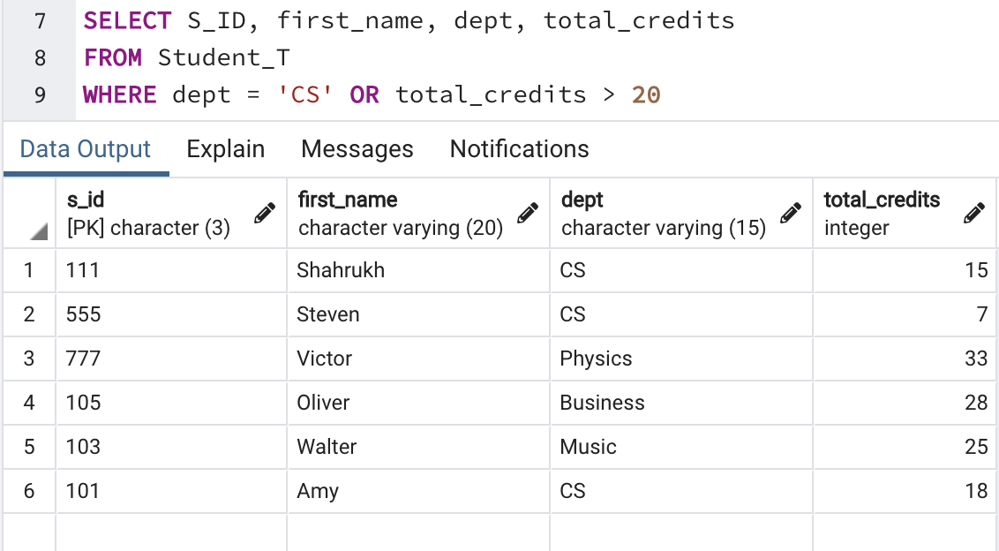 7 SELECT S_ID, first_name, dept, total_credits
8 FROM Student_T
9 WHERE dept = 'CS' OR total_credits > 20
Data Output Explain Messages Notifications
s_id first_name dept total_credits
[PK] character (3) character varying (20) character varying (15) integer
1 111 Shahrukh CS 15
2 555 Steven CS 7
3 777 Victor Physics 33
4 105 Oliver Business 28
5 103 Walter Music 25
6 101 Amy CS 18